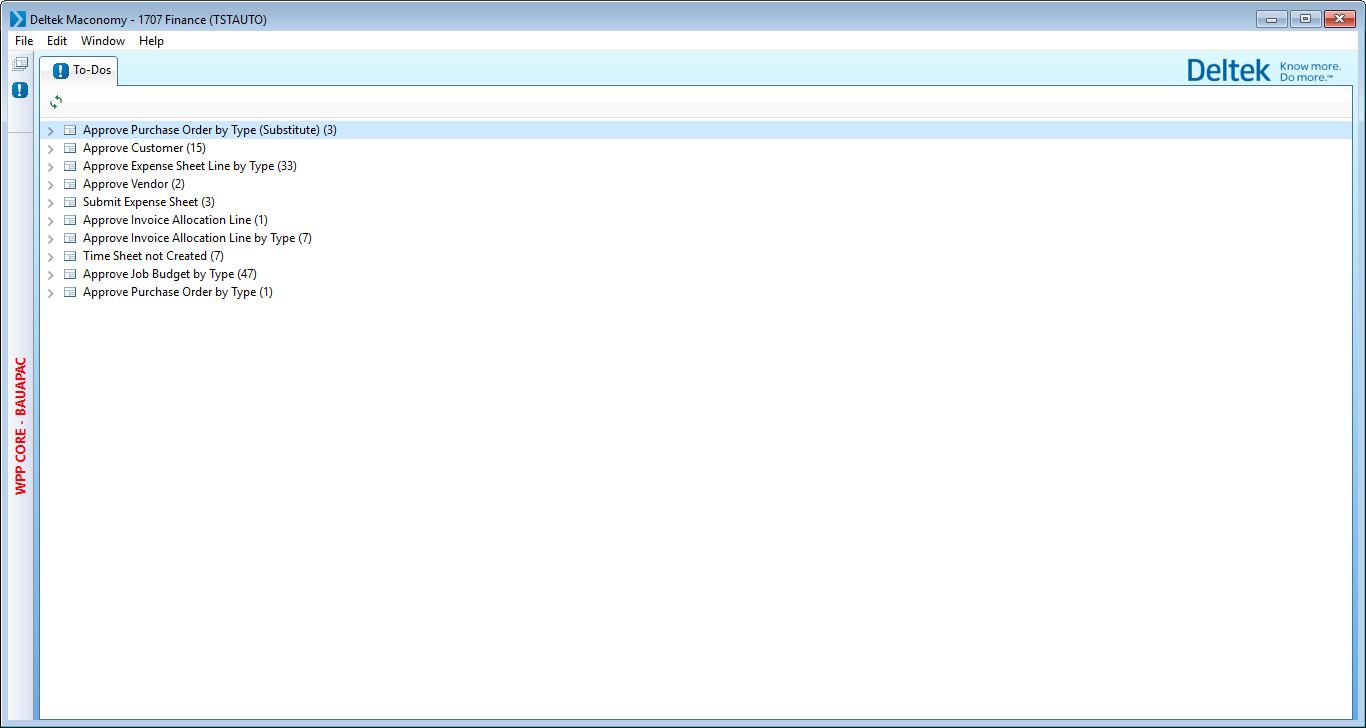 Deltek Maconomy - 1707 Finance (TSTAUTO)
File Edit Window Help
To-Dos
Deltek Know more.
Do more.™
Approve Purchase Order by Type (Substitute) (3)
Approve Customer (15)
Approve Expense Sheet Line by Type (33)
Approve Vendor (2)
Submit Expense Sheet (3)
Approve Invoice Allocation Line (1)
Approve Invoice Allocation Line by Type (7)
Time Sheet not Created (7)
Approve Job Budget by Type (47)
Approve Purchase Order by Type (1)
WPP CORE - BAUAPAC